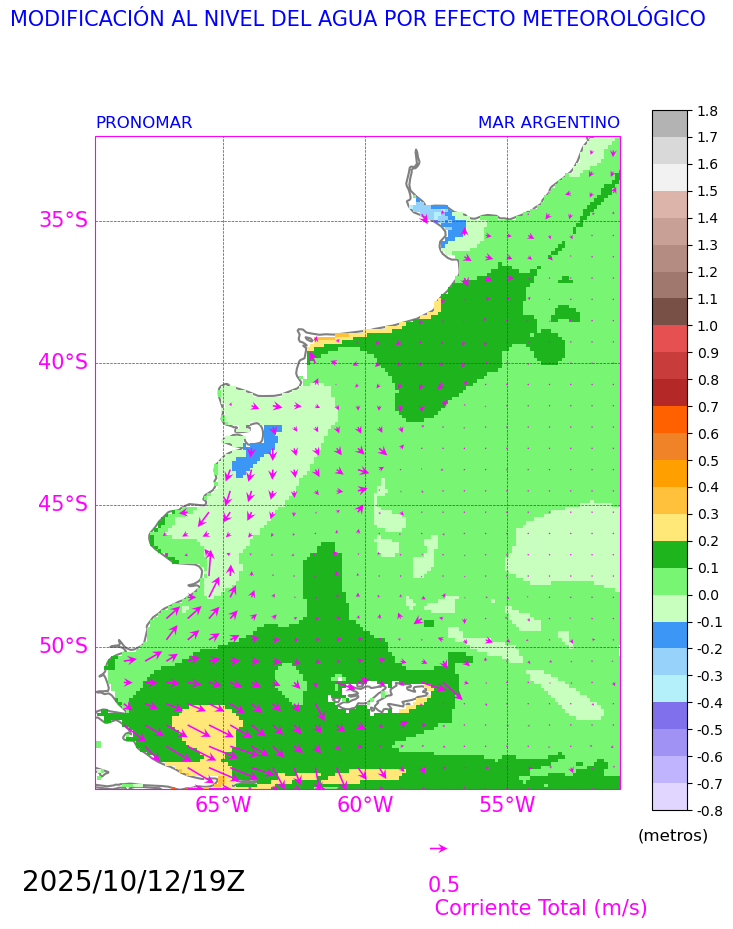 MODIFICACIÓN AL NIVEL DEL AGUA POR EFECTO METEOROLÓGICO
PRONOMAR MAR ARGENTINO
35°S
40°S
45°S
50°S
65°W 60°W 55°W
1.8
1.7
1.6
1.5
1.4
1.3
1.2
1.1
1.0
0.9
0.8
0.7
0.6
0.5
0.4
0.3
0.2
0.1
0.0
-0.1
-0.2
-0.3
-0.4
-0.5
-0.6
-0.7
-0.8
(metros)
2025/10/12/19Z
0.5
Corriente Total (m/s)